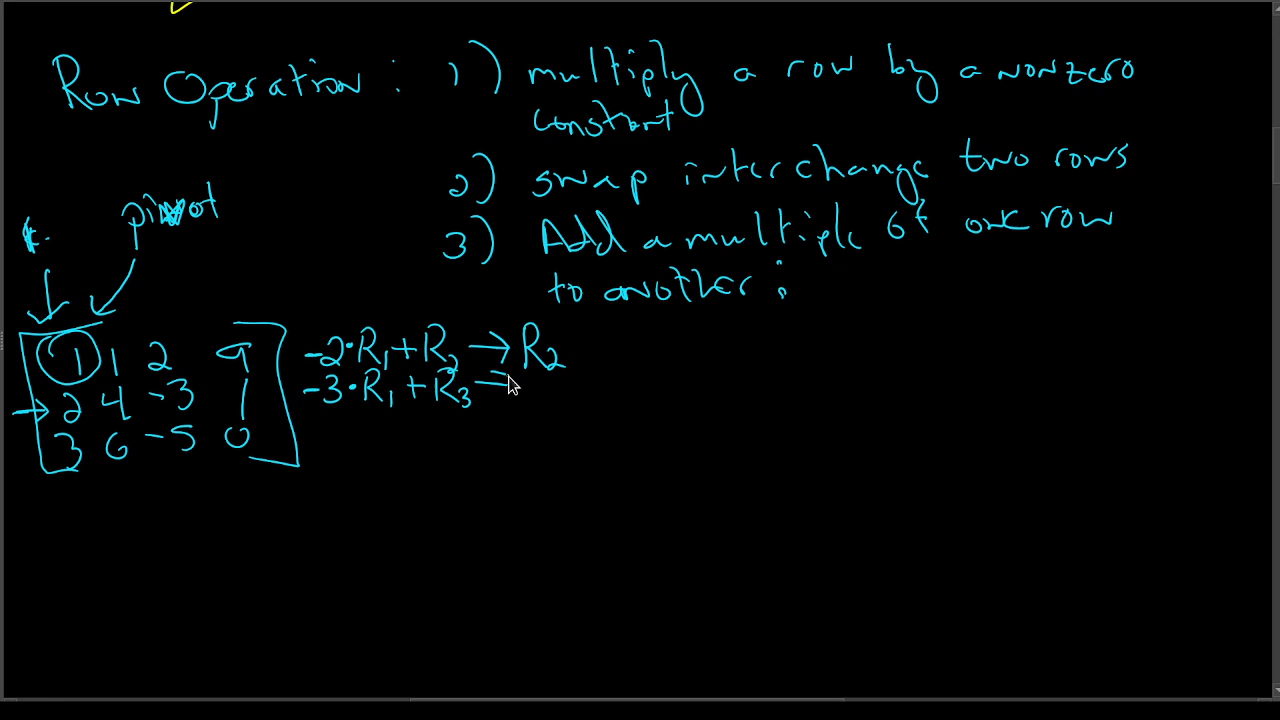 Row Operation : 1) multiply a row by a nonzero
constant
2) swap interchange two rows
3) Add a multiple of one row
to another :
pivot
1 1 2 9 -2·R₁+R₂ → R₂
→ 2 4 -3 1 -3·R₁+R₃
3 6 -5 0